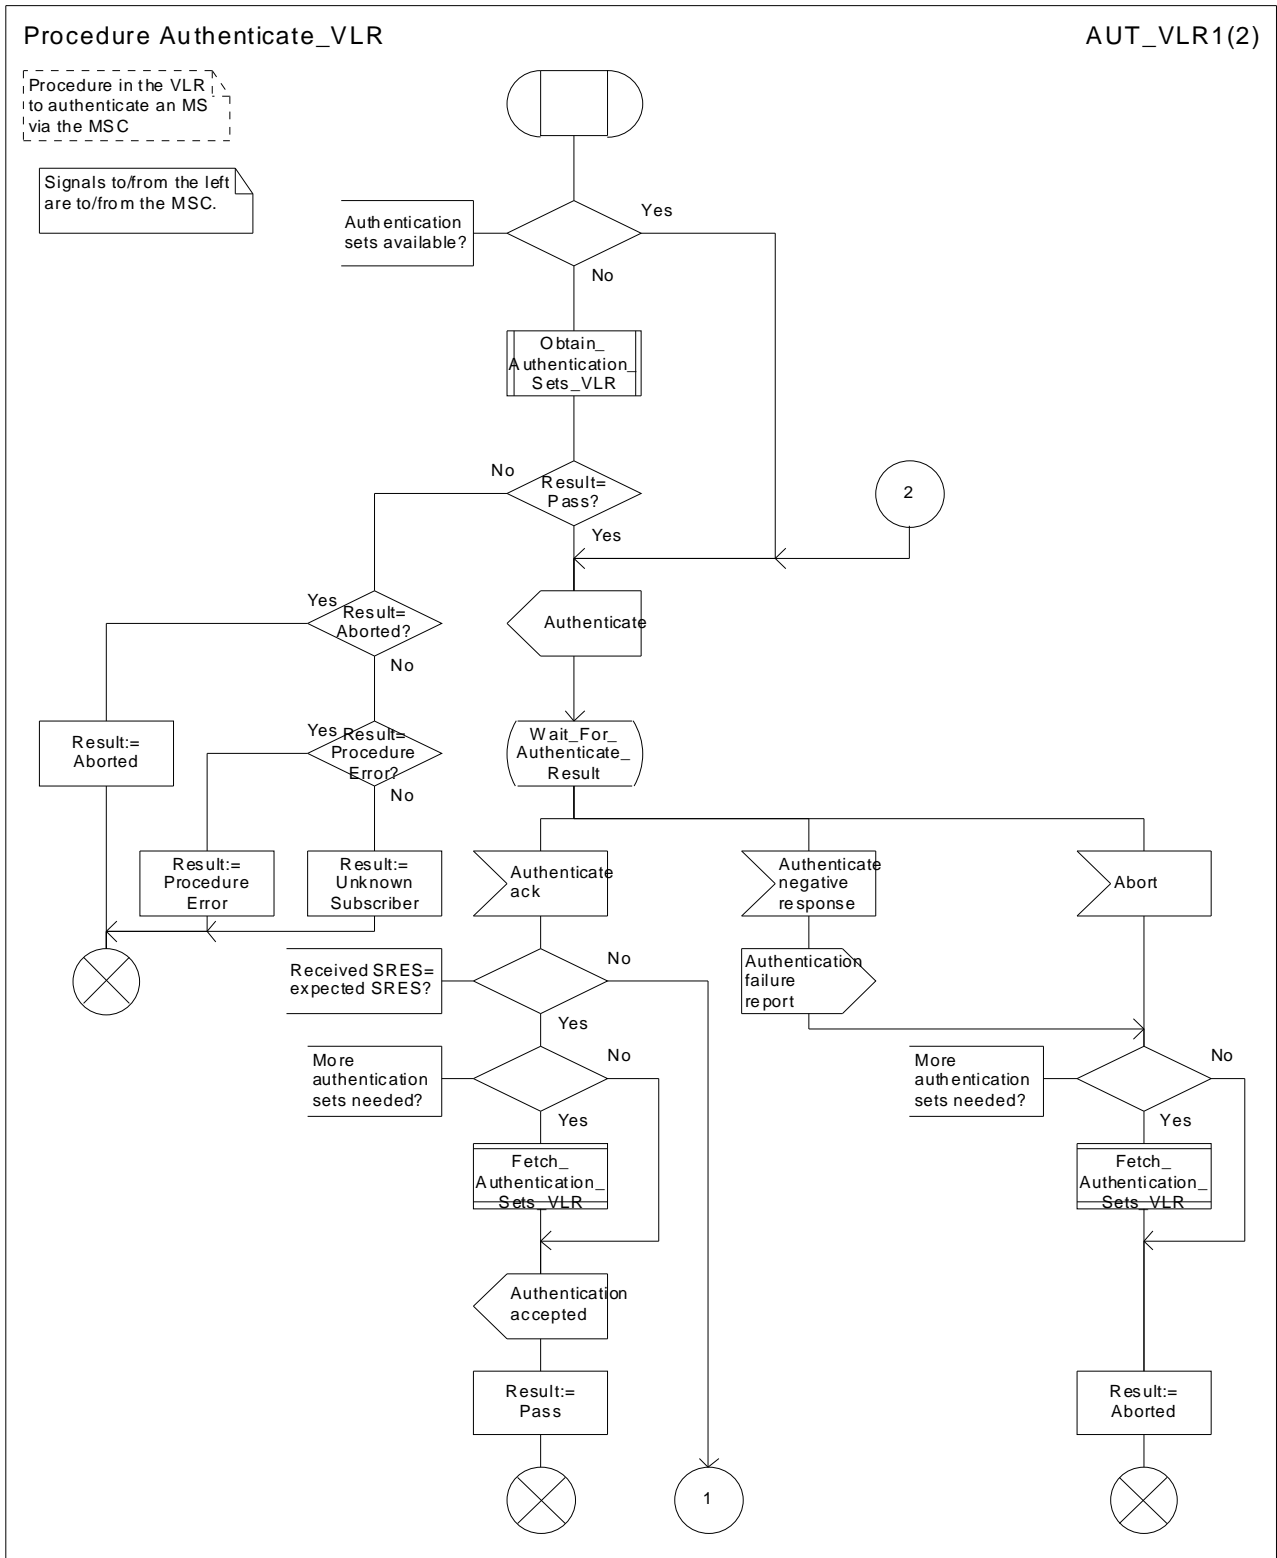 Procedure Authenticate_VLR
AUT_VLR1(2)
Procedure in the VLR
to authenticate an MS
via the MSC
Signals to/from the left
are to/from the MSC.
Authentication
sets available?
Yes
No
Obtain_
Authentication_
Sets_VLR
No
Result=
Pass?
Yes
2
Yes
Result=
Aborted?
No
Authenticate
Result:=
Aborted
Yes
Result=
Procedure
Error?
No
Wait_For_
Authenticate_
Result
Result:=
Procedure
Error
Result:=
Unknown
Subscriber
Authenticate
ack
Authenticate
negative
response
Abort
Received SRES=
expected SRES?
No
Yes
Authentication
failure
report
More
authentication
sets needed?
No
Yes
More
authentication
sets needed?
No
Yes
Fetch_
Authentication_
Sets_VLR
Fetch_
Authentication_
Sets_VLR
Authentication
accepted
Result:=
Pass
Result:=
Aborted
1